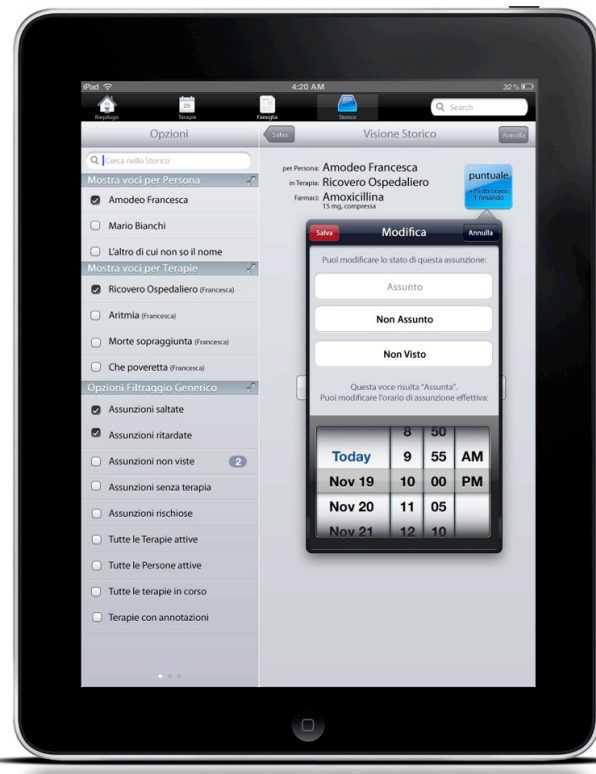 iPad 4:20 AM 32%
28
Riepilogo Terapie Famiglia Storico Search
Opzioni
Salva Visione Storico Annulla
Cerca nello Storico
Mostra voci per Persona
Amodeo Francesca
Mario Bianchi
L'altro di cui non so il nome
Mostra voci per Terapie
Ricovero Ospedaliero (Francesca)
Aritmia (Francesca)
Morte sopraggiunta (Francesca)
Che poveretta (Francesca)
Opzioni Filtraggio Generico
Assunzioni saltate
Assunzioni ritardate
Assunzioni non viste 2
Assunzioni senza terapia
Assunzioni rischiose
Tutte le Terapie attive
Tutte le Persone attive
Tutte le terapie in corso
Terapie con annotazioni
per Persona: Amodeo Francesca
in Terapia: Ricovero Ospedaliero
Farmaci: Amoxicillina
15 mg, compressa
puntuale
+15 da orario
1 rimando
Salva Modifica Annulla
Puoi modificare lo stato di questa assunzione:
Assunto
Non Assunto
Non Visto
Questa voce risulta "Assunta".
Puoi modificare l'orario di assunzione effettiva:
8 50
Today 9 55 AM
Nov 19 10 00 PM
Nov 20 11 05
Nov 21 12 10